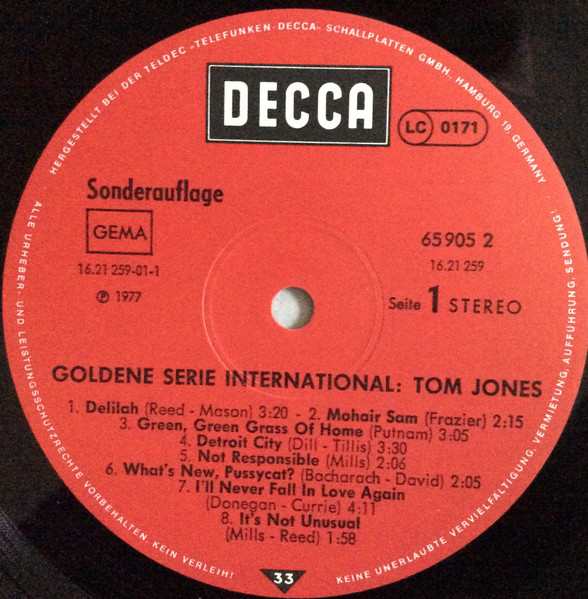 HERGESTELLT BEI DER TELDEC »TELEFUNKEN-DECCA« SCHALLPLATTEN GMBH, HAMBURG 19, GERMANY
DECCA
LC 0171
Sonderauflage
GEMA
65905 2
16.21 259-01-1
16.21 259
℗ 1977
Seite 1 STEREO
GOLDENE SERIE INTERNATIONAL: TOM JONES
1. Delilah (Reed - Mason) 3:20 - 2. Mohair Sam (Frazier) 2:15
3. Green, Green Grass Of Home (Putnam) 3:05
4. Detroit City (Dill - Tillis) 3:30
5. Not Responsible (Mills) 2:06
6. What's New, Pussycat? (Bacharach - David) 2:05
7. I'll Never Fall In Love Again
(Donegan - Currie) 4:11
8. It's Not Unusual
(Mills - Reed) 1:58
33
ALLE URHEBER- UND LEISTUNGSSCHUTZRECHTE VORBEHALTEN. KEIN VERLEIH!
KEINE UNERLAUBTE VERVIELFÄLTIGUNG, VERMIETUNG, AUFFÜHRUNG, SENDUNG!